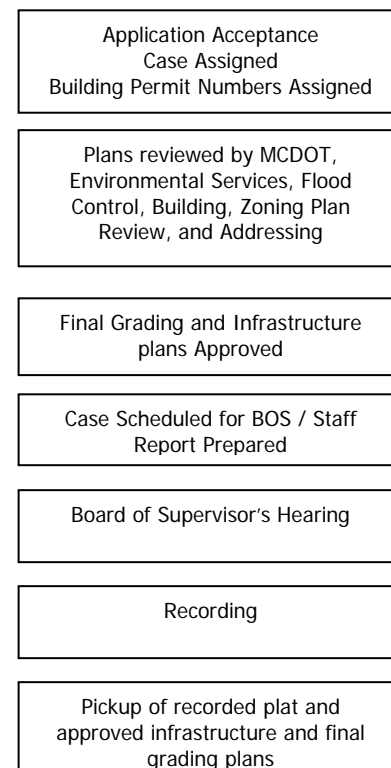 Application Acceptance
Case Assigned
Building Permit Numbers Assigned
Plans reviewed by MCDOT,
Environmental Services, Flood
Control, Building, Zoning Plan
Review, and Addressing
Final Grading and Infrastructure
plans Approved
Case Scheduled for BOS / Staff
Report Prepared
Board of Supervisor's Hearing
Recording
Pickup of recorded plat and
approved infrastructure and final
grading plans